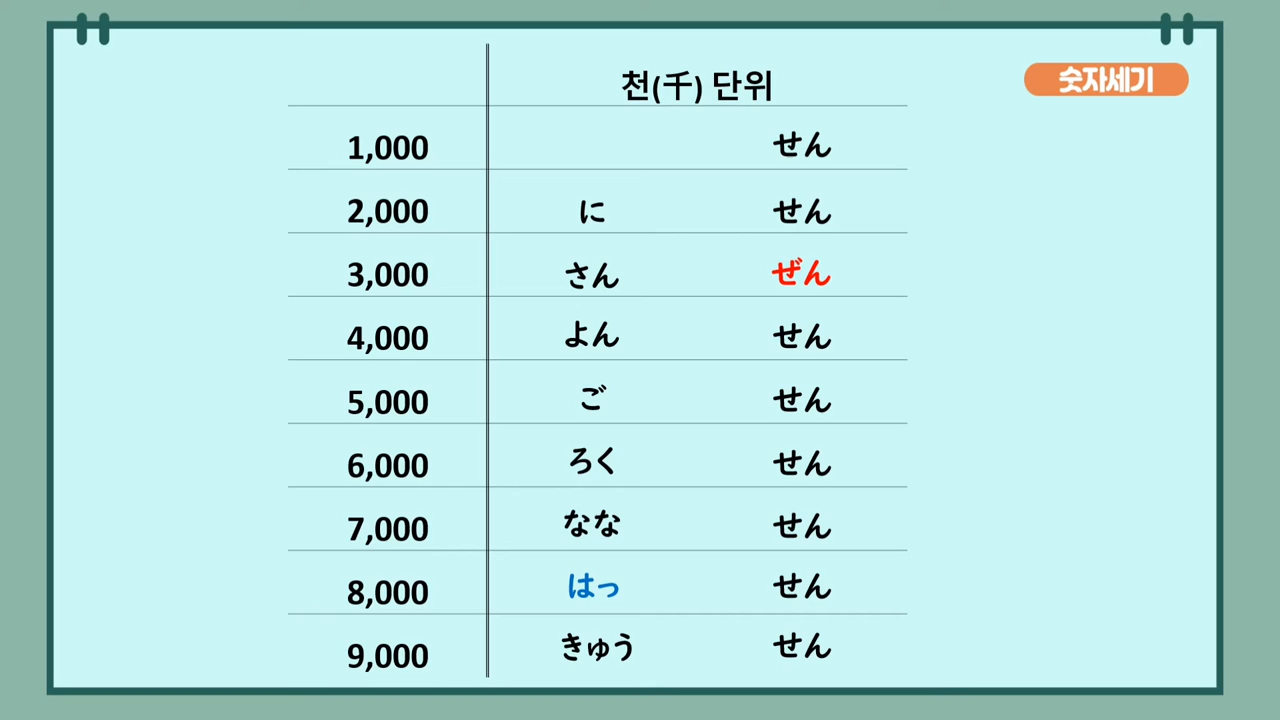 천(千) 단위
숫자세기
1,000 せん
2,000 に せん
3,000 さん ぜん
4,000 よん せん
5,000 ご せん
6,000 ろく せん
7,000 なな せん
8,000 はっ せん
9,000 きゅう せん